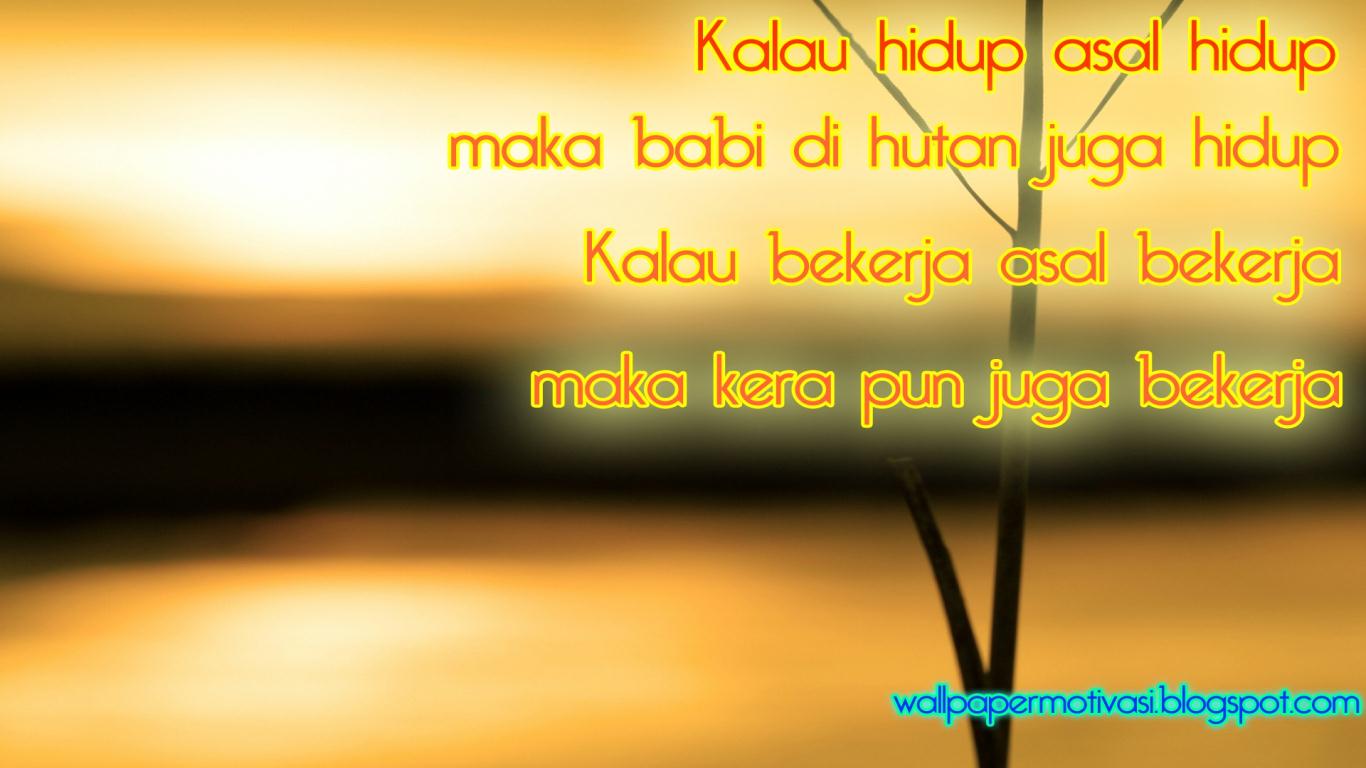 Kalau hidup asal hidup
maka babi di hutan juga hidup
Kalau bekerja asal bekerja
maka kera pun juga bekerja
wallpapermotivasi.blogspot.com